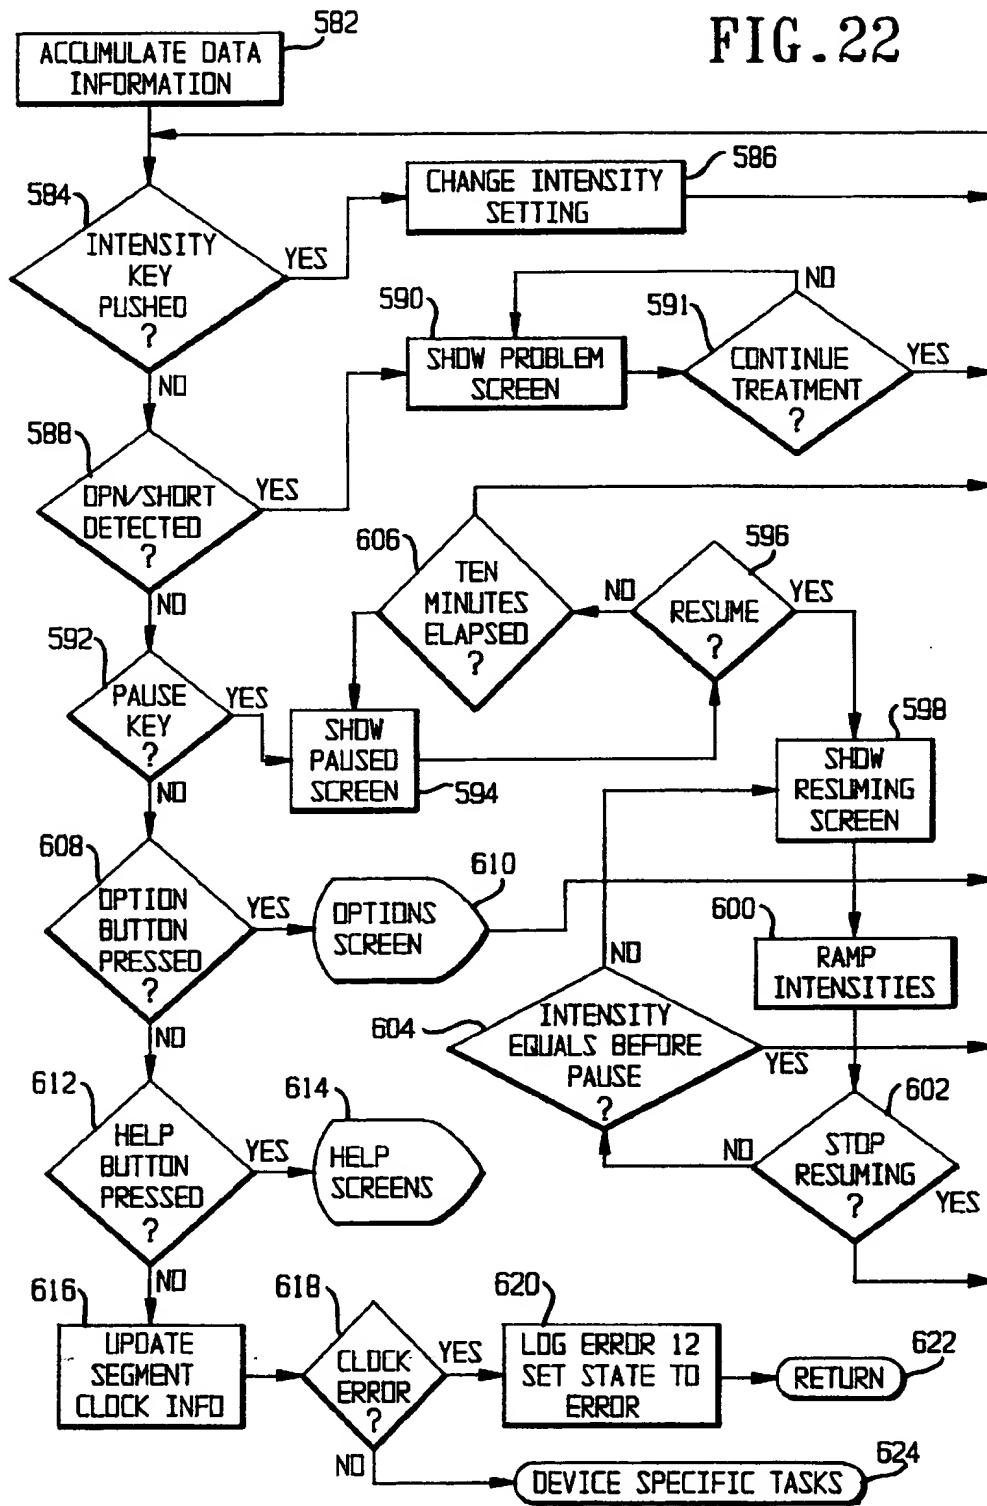 FIG.22
582
ACCUMULATE DATA
INFORMATION
584
INTENSITY
KEY
PUSHED
?
YES
NO
586
CHANGE INTENSITY
SETTING
588
OPN/SHORT
DETECTED
?
YES
NO
590
SHOW PROBLEM
SCREEN
591
CONTINUE
TREATMENT
?
NO
YES
592
PAUSE
KEY
?
YES
NO
SHOW
PAUSED
SCREEN
594
606
TEN
MINUTES
ELAPSED
?
NO
596
RESUME
?
YES
598
SHOW
RESUMING
SCREEN
600
RAMP
INTENSITIES
602
STOP
RESUMING
?
NO
YES
604
INTENSITY
EQUALS BEFORE
PAUSE
?
NO
YES
608
OPTION
BUTTON
PRESSED
?
YES
NO
610
OPTIONS
SCREEN
612
HELP
BUTTON
PRESSED
?
YES
NO
614
HELP
SCREENS
616
UPDATE
SEGMENT
CLOCK INFO
618
CLOCK
ERROR
?
YES
NO
620
LOG ERROR 12
SET STATE TO
ERROR
RETURN
622
DEVICE SPECIFIC TASKS
624